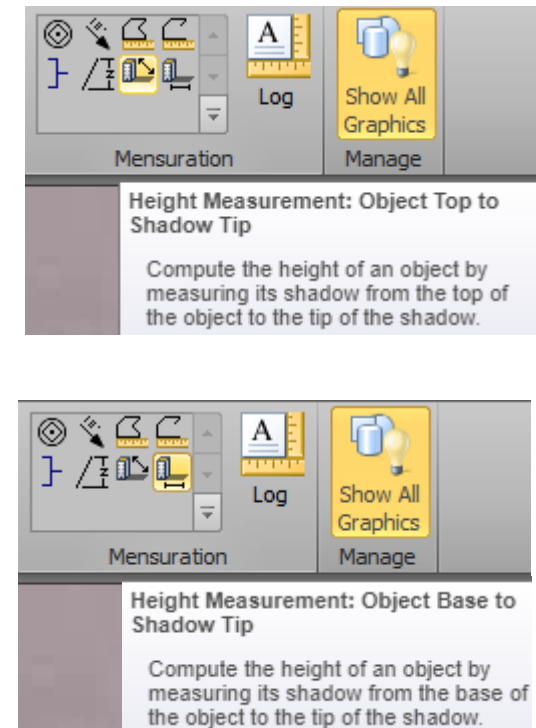 A
Log
Show All
Graphics
Mensuration
Manage
Height Measurement: Object Top to
Shadow Tip
Compute the height of an object by
measuring its shadow from the top of
the object to the tip of the shadow.
A
Log
Show All
Graphics
Mensuration
Manage
Height Measurement: Object Base to
Shadow Tip
Compute the height of an object by
measuring its shadow from the base of
the object to the tip of the shadow.